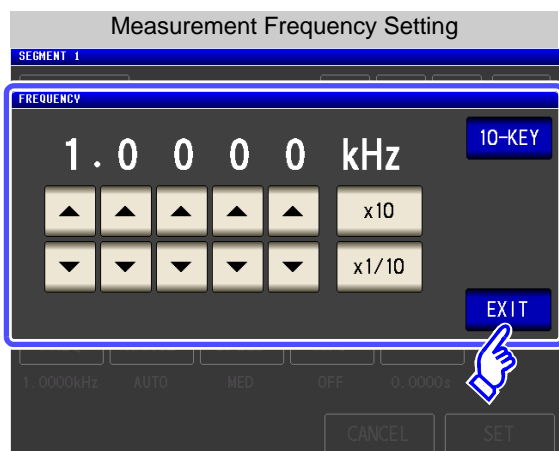 Measurement Frequency Setting
SEGMENT 1
FREQUENCY
1.0000 kHz
10-KEY
x10
x1/10
EXIT
1.0000kHz AUTO MED OFF 0.0000s
CANCEL SET